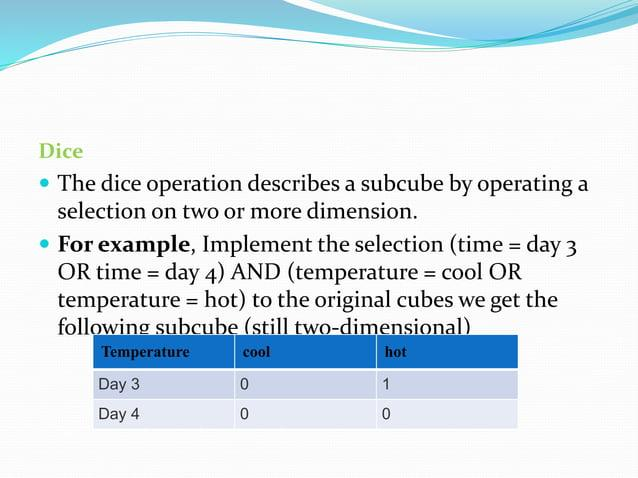 Dice
The dice operation describes a subcube by operating a
selection on two or more dimension.
For example, Implement the selection (time = day 3
OR time = day 4) AND (temperature = cool OR
temperature = hot) to the original cubes we get the
following subcube (still two-dimensional)
Temperature cool hot
Day 3 0 1
Day 4 0 0